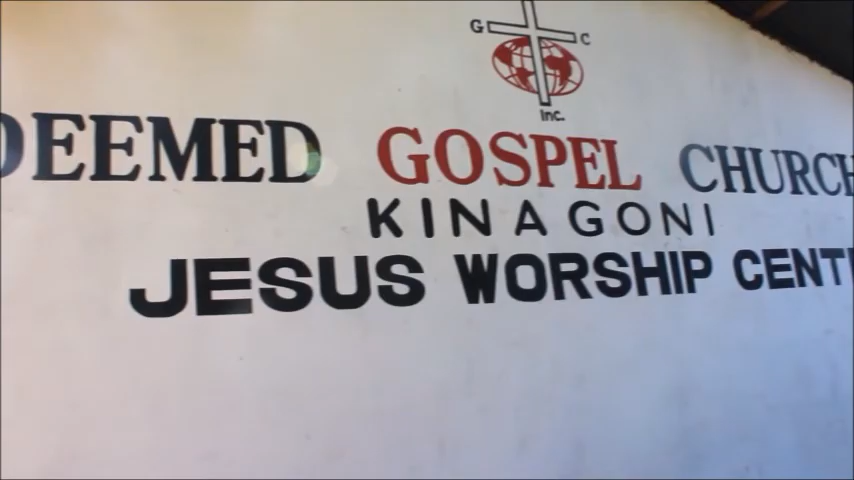 G C
Inc.
DEEMED GOSPEL CHURCH
KINAGONI
JESUS WORSHIP CENT